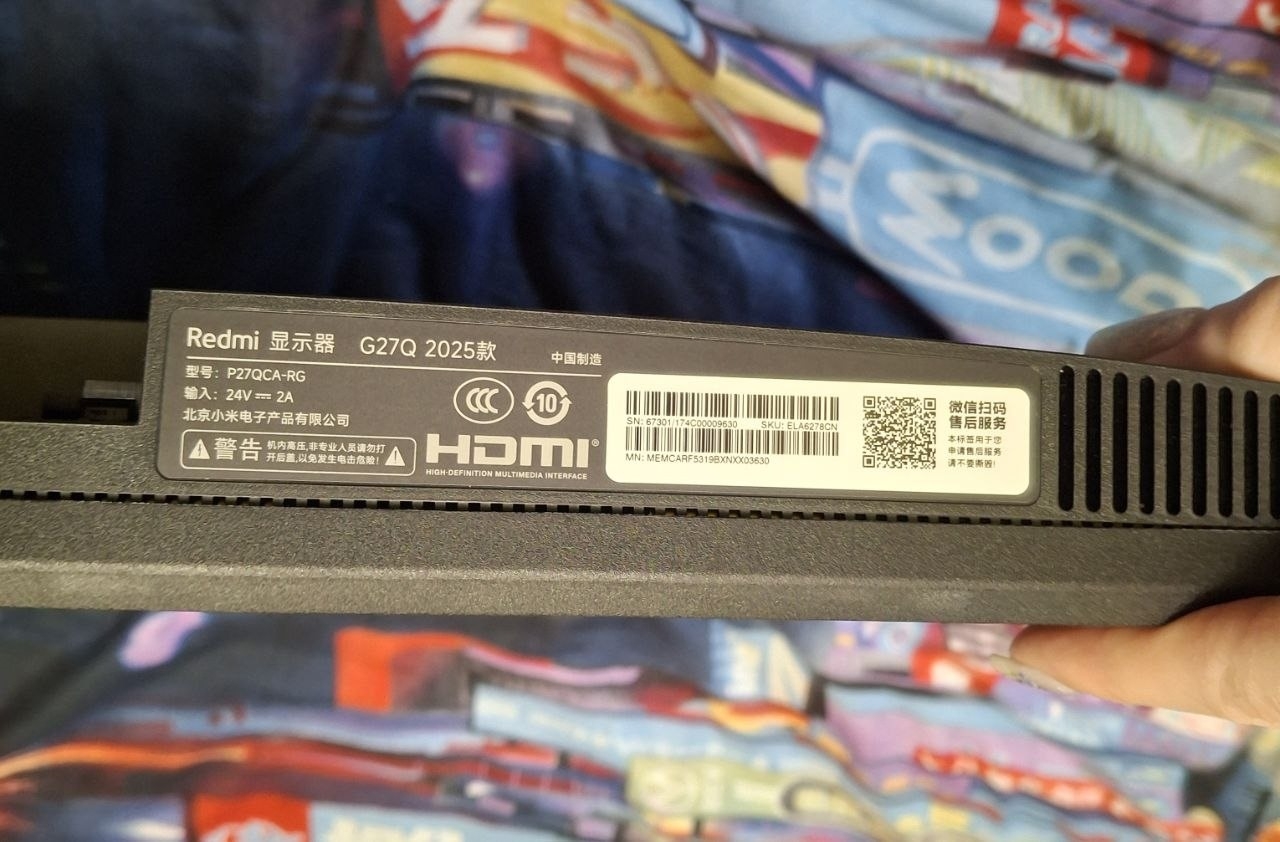 Redmi 显示器 G27Q 2025款
中国制造
型号: P27QCA-RG
输入: 24V⎓2A
北京小米电子产品有限公司
警告
机内高压,非专业人员请勿打
开后盖,以免发生电击危险!
CCC
10
HDMI®
HIGH-DEFINITION MULTIMEDIA INTERFACE
SN: 67301/174C00009630 SKU: ELA6278CN
MN: MEMCARF5319BXNXX03630
微信扫码
售后服务
本标签用于您
申请售后服务
请不要撕毁!